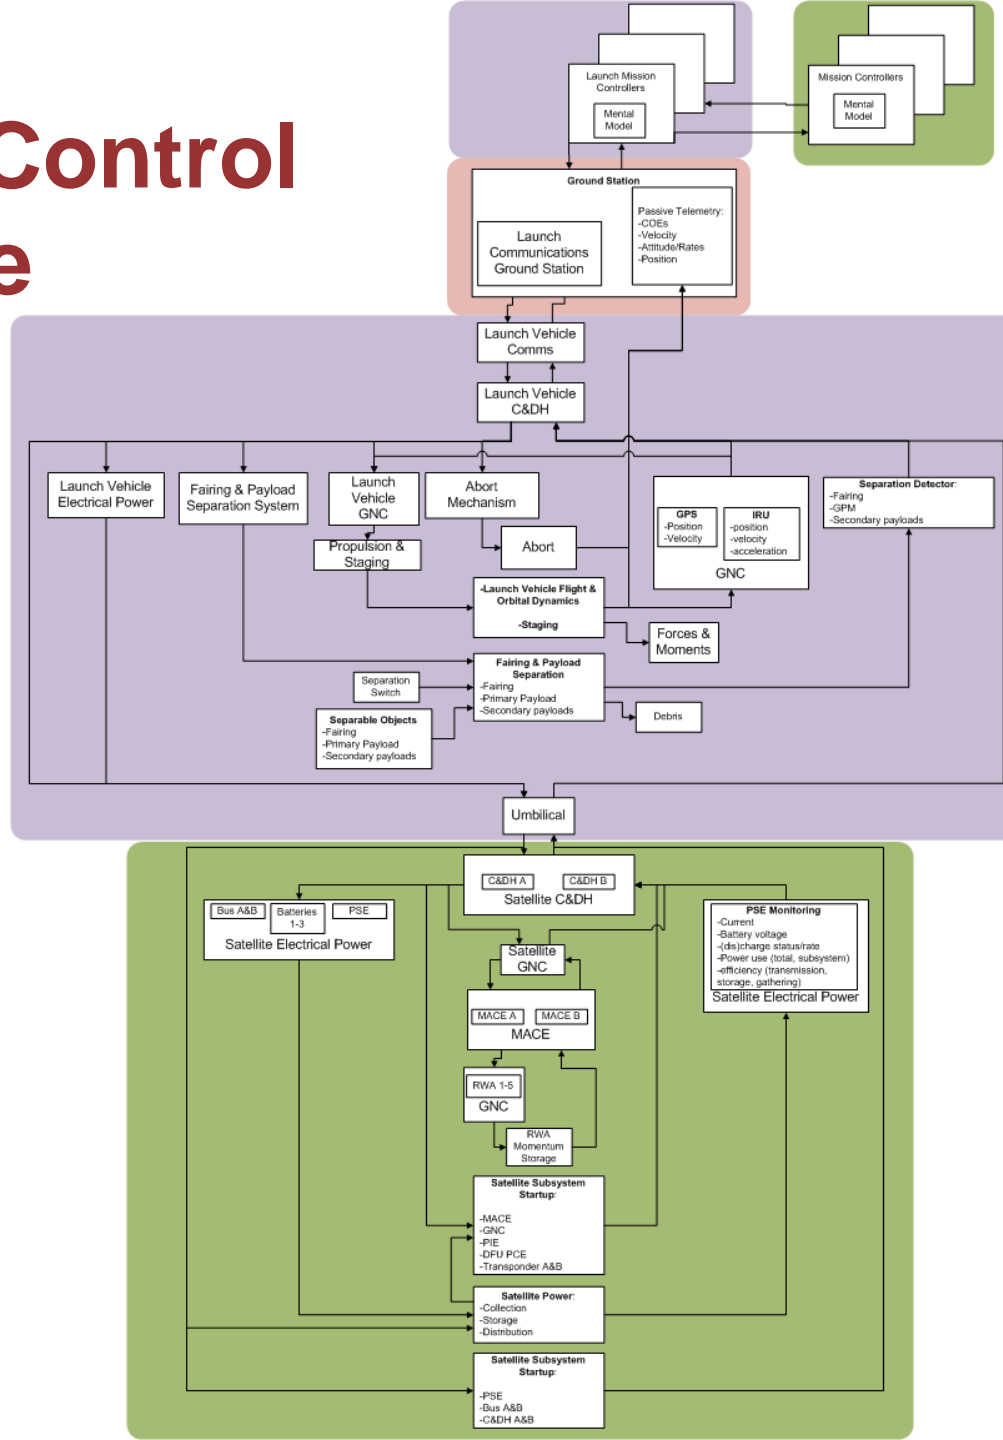 Control
e
Launch Mission
Controllers
Mental
Model
Mission Controllers
Mental
Model
Ground Station
Launch
Communications
Ground Station
Passive Telemetry:
-COEs
-Velocity
-Attitude/Rates
-Position
Launch Vehicle
Comms
Launch Vehicle
C&DH
Launch Vehicle
Electrical Power
Fairing & Payload
Separation System
Launch
Vehicle
GNC
Abort
Mechanism
Propulsion &
Staging
Abort
GPS
-Position
-Velocity
IRU
-position
-velocity
-acceleration
GNC
Separation Detector:
-Fairing
-GPM
-Secondary payloads
-Launch Vehicle Flight &
Orbital Dynamics
-Staging
Forces &
Moments
Separation
Switch
Fairing & Payload
Separation
-Fairing
-Primary Payload
-Secondary payloads
Separable Objects
-Fairing
-Primary Payload
-Secondary payloads
Debris
Umbilical
C&DH A
C&DH B
Satellite C&DH
Bus A&B
Batteries
1-3
PSE
Satellite Electrical Power
Satellite
GNC
PSE Monitoring
-Current
-Battery voltage
-(dis)charge status/rate
-Power use (total, subsystem)
-efficiency (transmission,
storage, gathering)
Satellite Electrical Power
MACE A
MACE B
MACE
RWA 1-5
GNC
RWA
Momentum
Storage
Satellite Subsystem
Startup:
-MACE
-GNC
-PIE
-DFU PCE
-Transponder A&B
Satellite Power:
-Collection
-Storage
-Distribution
Satellite Subsystem
Startup:
-PSE
-Bus A&B
-C&DH A&B